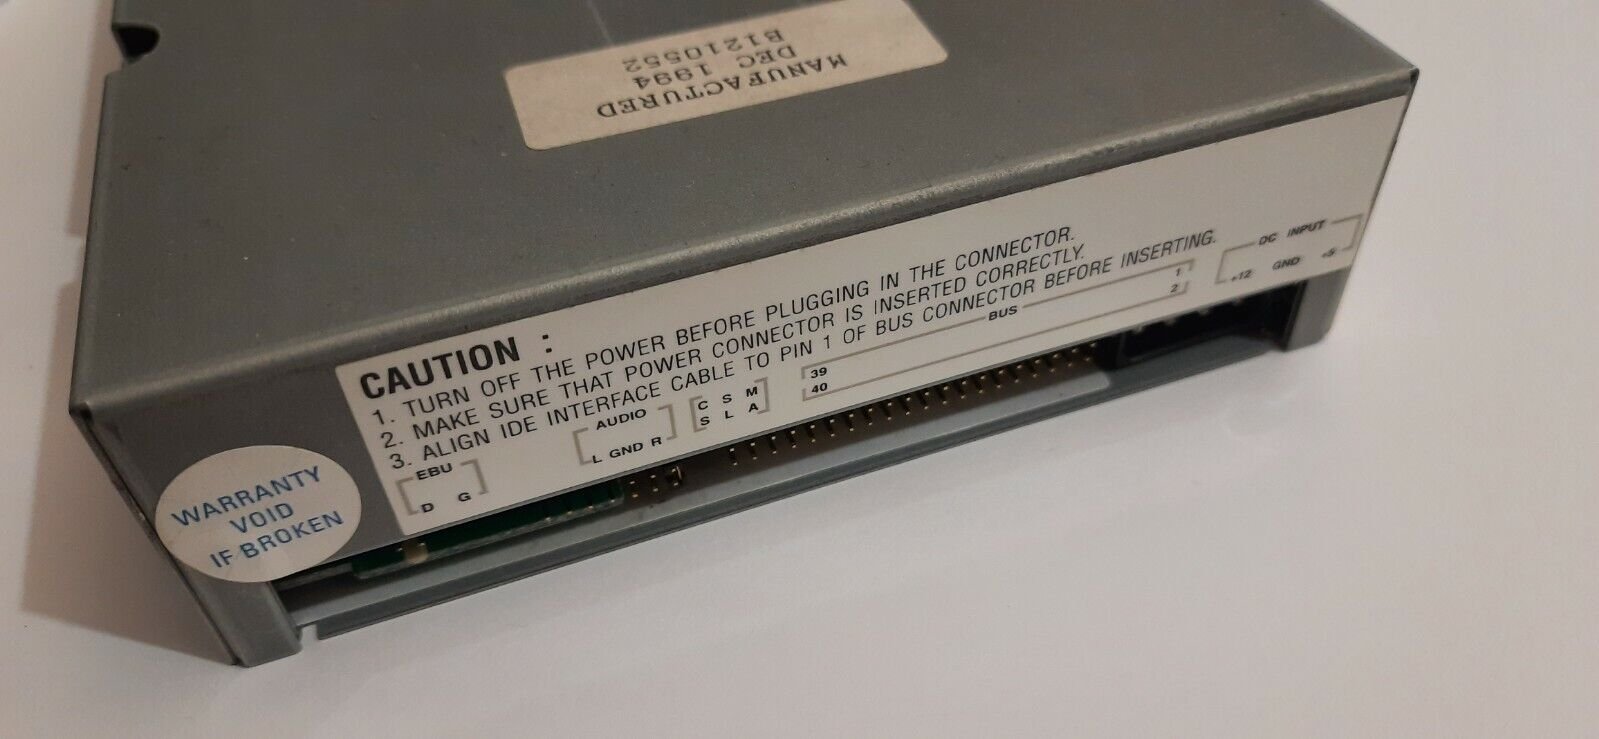 MANUFACTURED
DEC 1994
B1210552
CAUTION :
1. TURN OFF THE POWER BEFORE PLUGGING IN THE CONNECTOR.
2. MAKE SURE THAT POWER CONNECTOR IS INSERTED CORRECTLY.
3. ALIGN IDE INTERFACE CABLE TO PIN 1 OF BUS CONNECTOR BEFORE INSERTING.
EBU
D G
AUDIO
L GND R
C S M
S L A
39 1
40 2
BUS
DC INPUT
+12 GND +5
WARRANTY
VOID
IF BROKEN